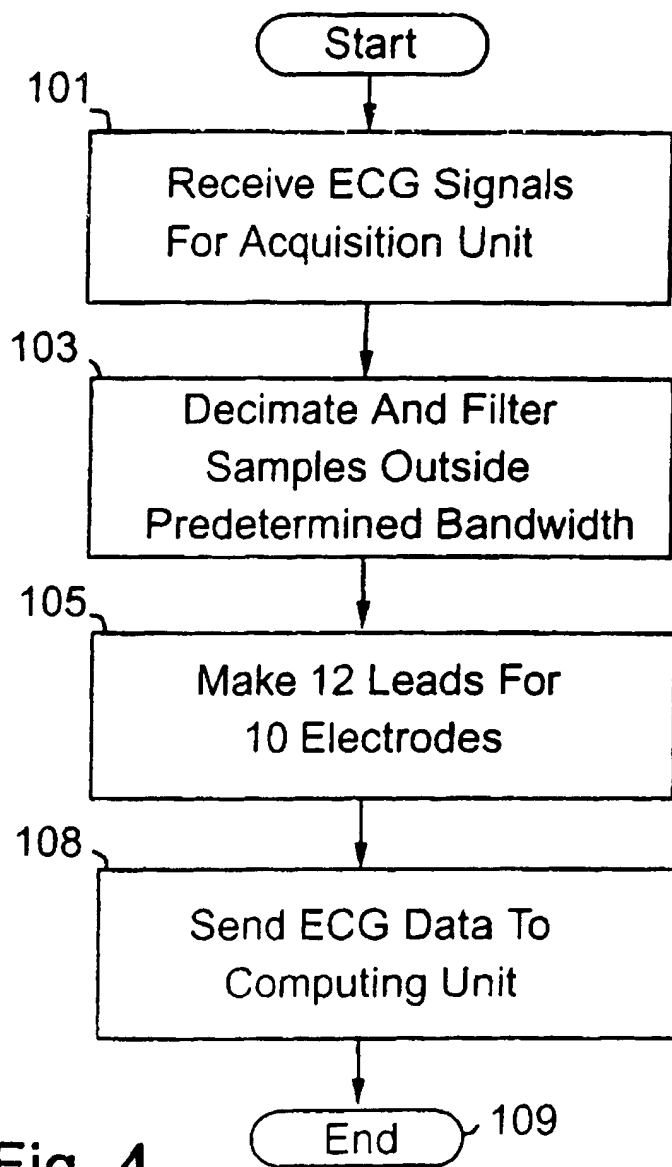 Start
101
Receive ECG Signals
For Acquisition Unit
103
Decimate And Filter
Samples Outside
Predetermined Bandwidth
105
Make 12 Leads For
10 Electrodes
108
Send ECG Data To
Computing Unit
End
109
Fig. 4